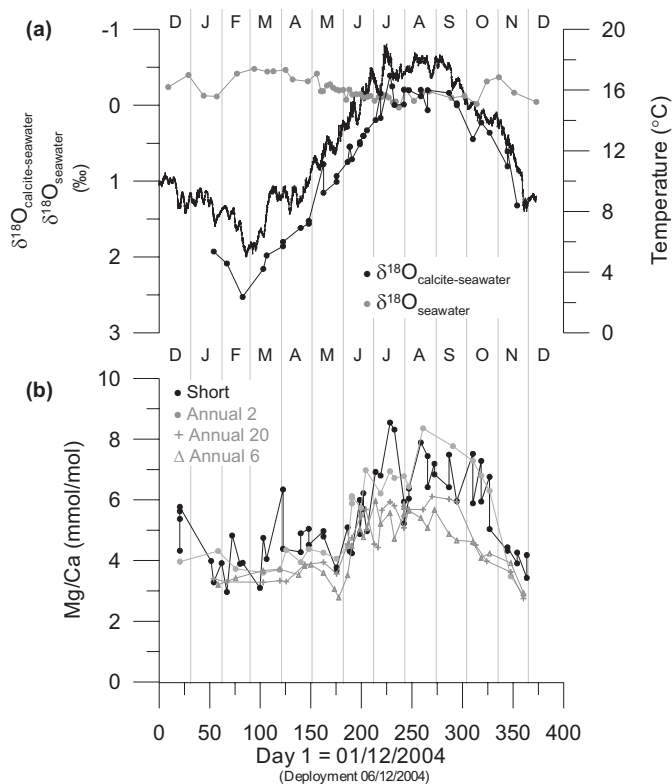 D J F M A M J J A S O N D
(a)
-1
0
1
2
3
δ18Ocalcite-seawater
δ18Oseawater
(‰)
20
16
12
8
4
0
Temperature (°C)
δ18Ocalcite-seawater
δ18Oseawater
D J F M A M J J A S O N D
(b)
10
8
6
4
2
0
Mg/Ca (mmol/mol)
Short
Annual 2
Annual 20
Annual 6
0 50 100 150 200 250 300 350 400
Day 1 = 01/12/2004
(Deployment 06/12/2004)